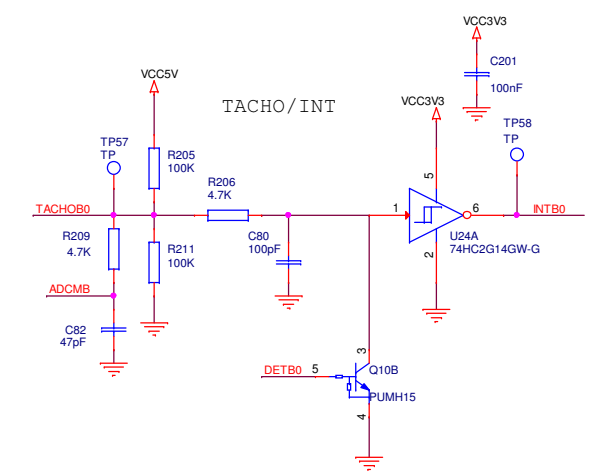 VCC3V3
C201
100nF
VCC5V
VCC3V3
TACHO/INT
TP57
TP
TP58
TP
R205
100K
R206
4.7K
5
TACHOB0
1
6
INTB0
R209
4.7K
R211
100K
C80
100pF
U24A
74HC2G14GW-G
2
ADCMB
C82
47pF
3
DETB0
5
Q10B
PUMH15
4